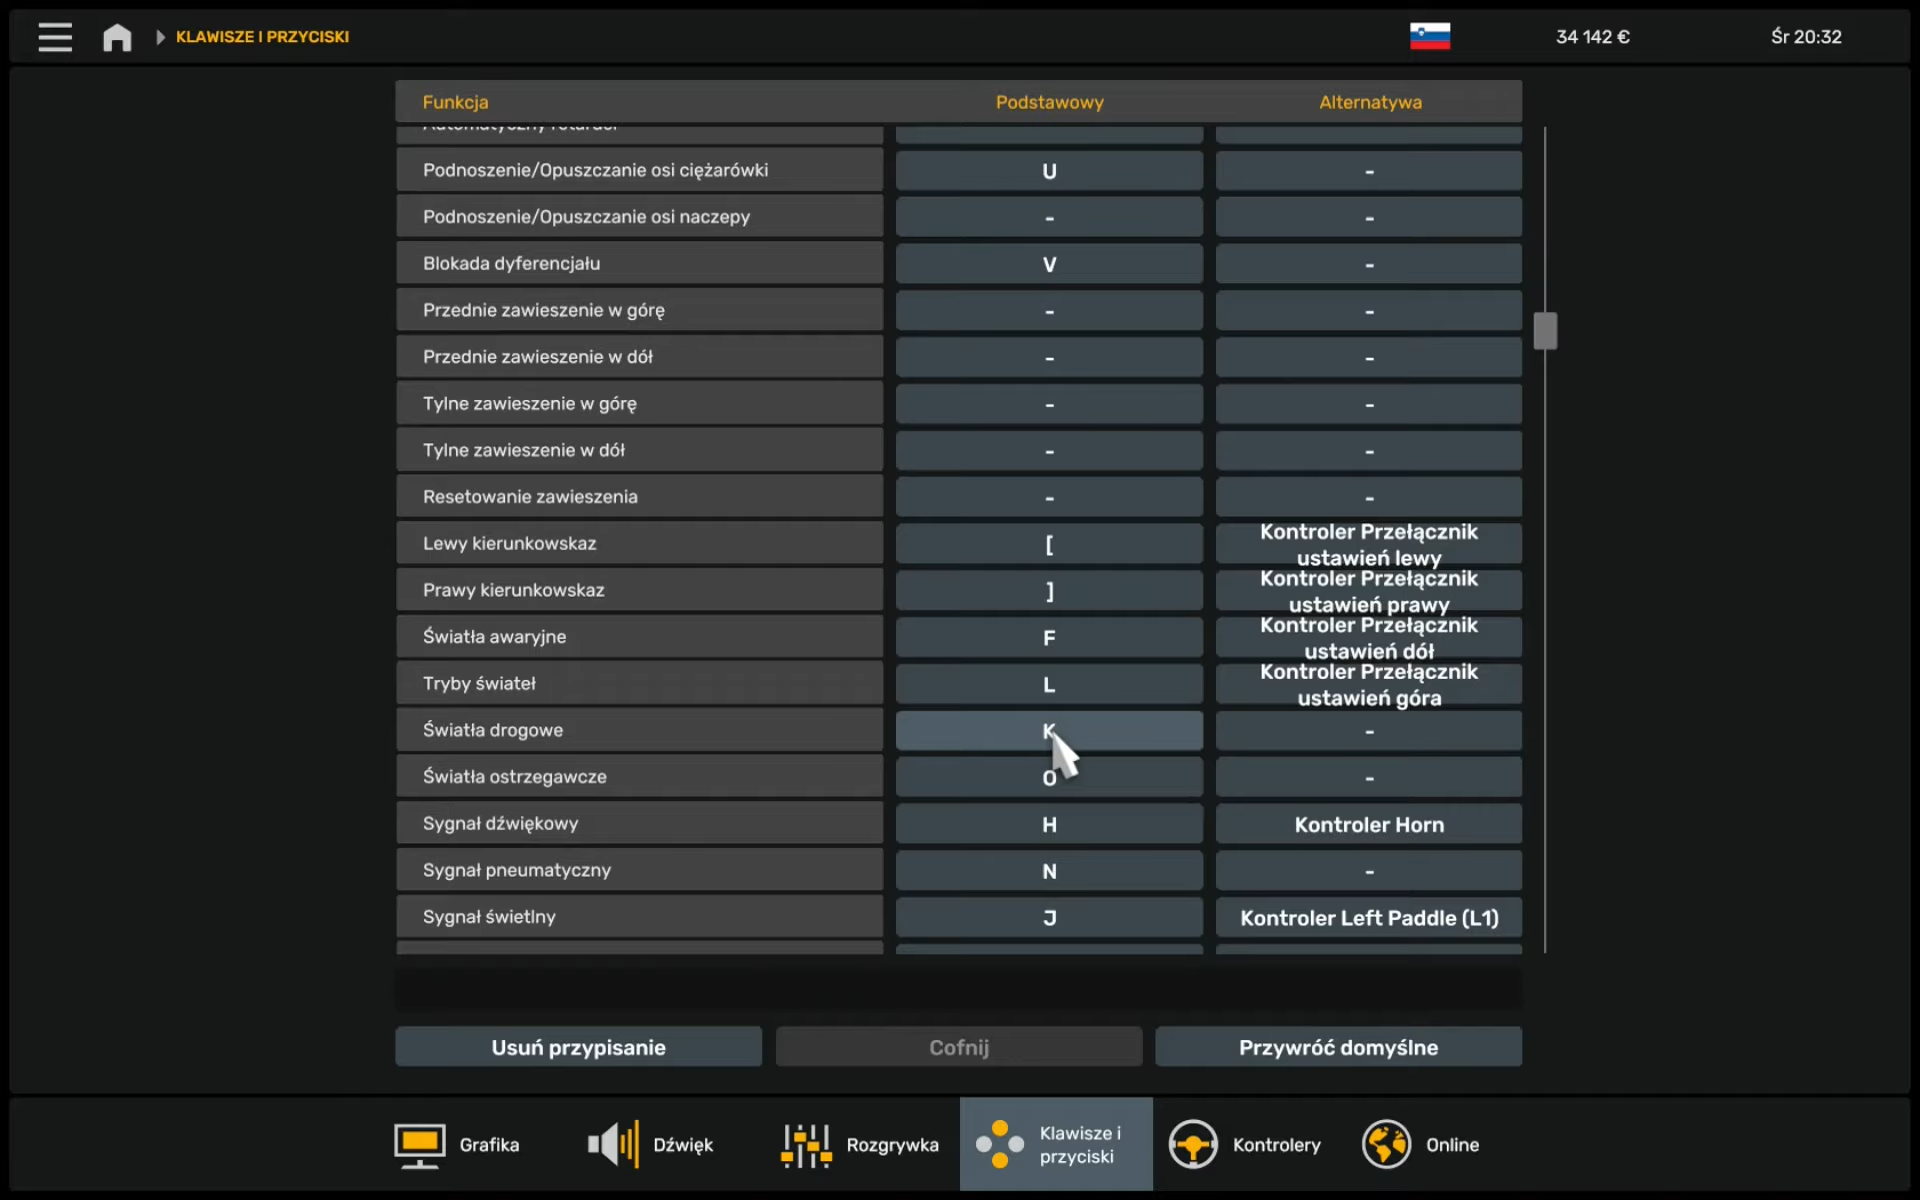 KLAWISZE I PRZYCISKI
34 142 €
Śr 20:32
Funkcja Podstawowy Alternatywa
Automatyczny retarder
Podnoszenie/Opuszczanie osi ciężarówki U -
Podnoszenie/Opuszczanie osi naczepy - -
Blokada dyferencjału V -
Przednie zawieszenie w górę - -
Przednie zawieszenie w dół - -
Tylne zawieszenie w górę - -
Tylne zawieszenie w dół - -
Resetowanie zawieszenia - -
Lewy kierunkowskaz [ Kontroler Przełącznik
ustawień lewy
Prawy kierunkowskaz ] Kontroler Przełącznik
ustawień prawy
Światła awaryjne F Kontroler Przełącznik
ustawień dół
Tryby świateł L Kontroler Przełącznik
ustawień góra
Światła drogowe K -
Światła ostrzegawcze O -
Sygnał dźwiękowy H Kontroler Horn
Sygnał pneumatyczny N -
Sygnał świetlny J Kontroler Left Paddle (L1)
Usuń przypisanie Cofnij Przywróć domyślne
Grafika
Dźwięk
Rozgrywka
Klawisze i
przyciski
Kontrolery
Online